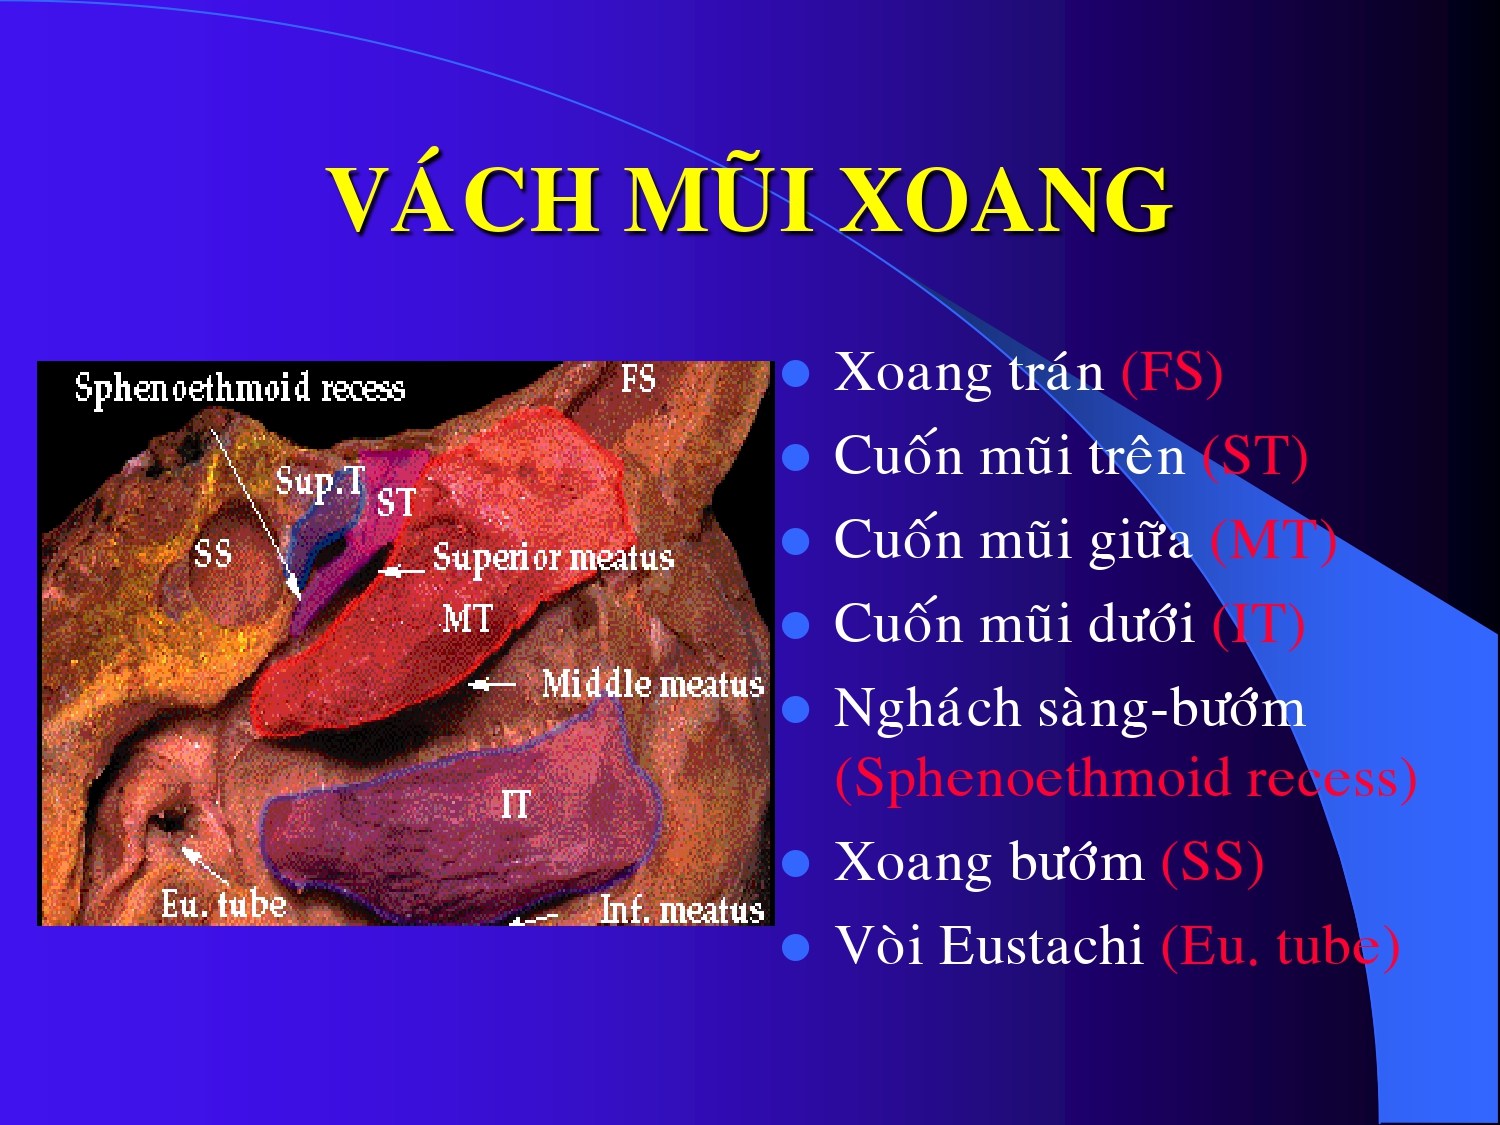 VÁCH MŨI XOANG
Sphenoethmoid recess
FS
Sup.T
ST
SS
Superior meatus
MT
Middle meatus
IT
Eu. tube
Inf. meatus
Xoang trán (FS)
Cuốn mũi trên (ST)
Cuốn mũi giữa (MT)
Cuốn mũi dưới (IT)
Nghách sàng-bướm
(Sphenoethmoid recess)
Xoang bướm (SS)
Vòi Eustachi (Eu. tube)